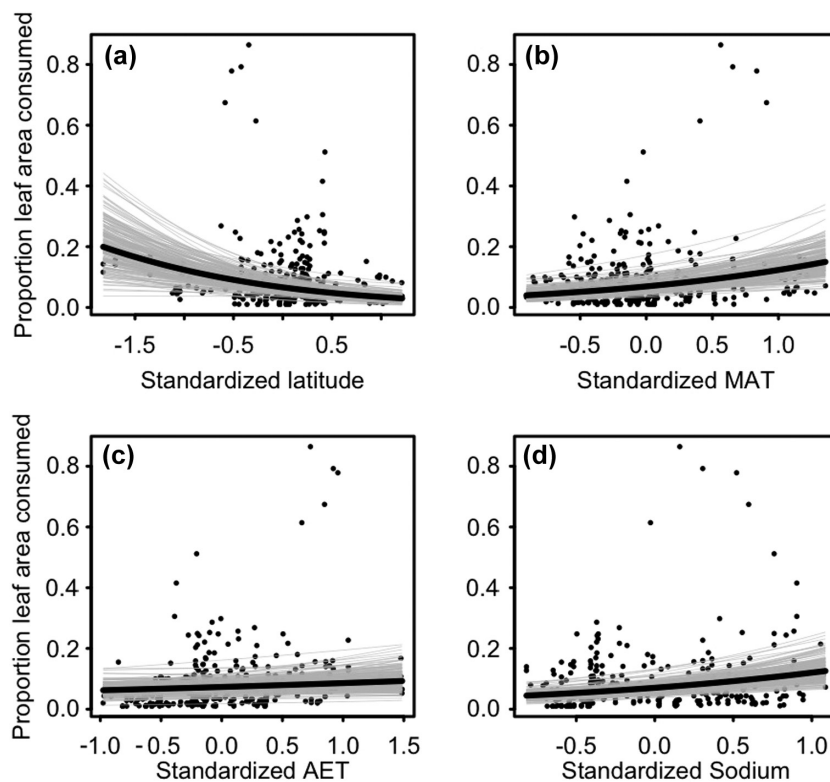 (a)
Proportion leaf area consumed
0.8
0.6
0.4
0.2
0.0
-1.5 -0.5 0.5
Standardized latitude
(b)
0.8
0.6
0.4
0.2
0.0
-0.5 0.0 0.5 1.0
Standardized MAT
(c)
Proportion leaf area consumed
0.8
0.6
0.4
0.2
0.0
-1.0 -0.5 0.0 0.5 1.0 1.5
Standardized AET
(d)
0.8
0.6
0.4
0.2
0.0
-0.5 0.0 0.5 1.0
Standardized Sodium